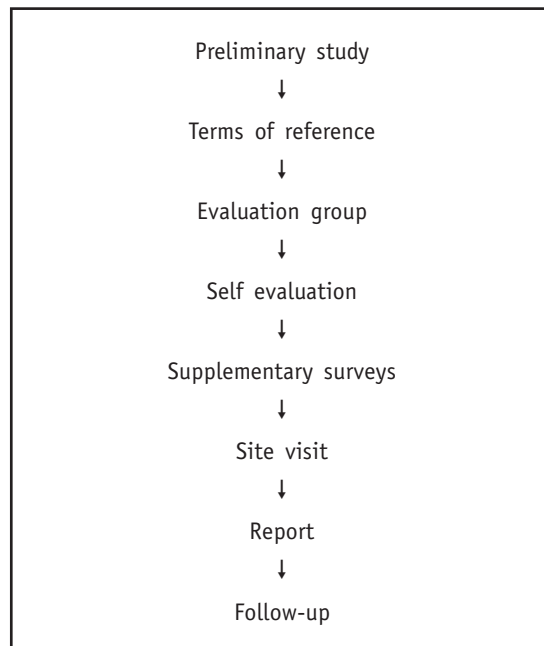 Preliminary study
↓
Terms of reference
↓
Evaluation group
↓
Self evaluation
↓
Supplementary surveys
↓
Site visit
↓
Report
↓
Follow-up